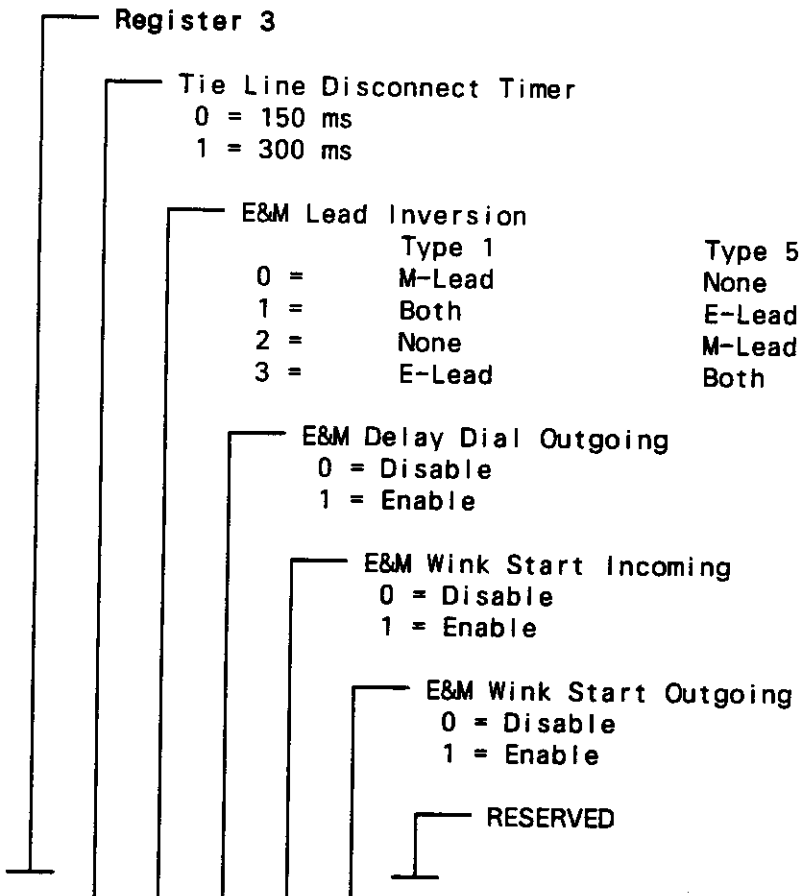 Register 3
Tie Line Disconnect Timer
0 = 150 ms
1 = 300 ms
E&M Lead Inversion
Type 1 Type 5
0 = M-Lead None
1 = Both E-Lead
2 = None M-Lead
3 = E-Lead Both
E&M Delay Dial Outgoing
0 = Disable
1 = Enable
E&M Wink Start Incoming
0 = Disable
1 = Enable
E&M Wink Start Outgoing
0 = Disable
1 = Enable
RESERVED